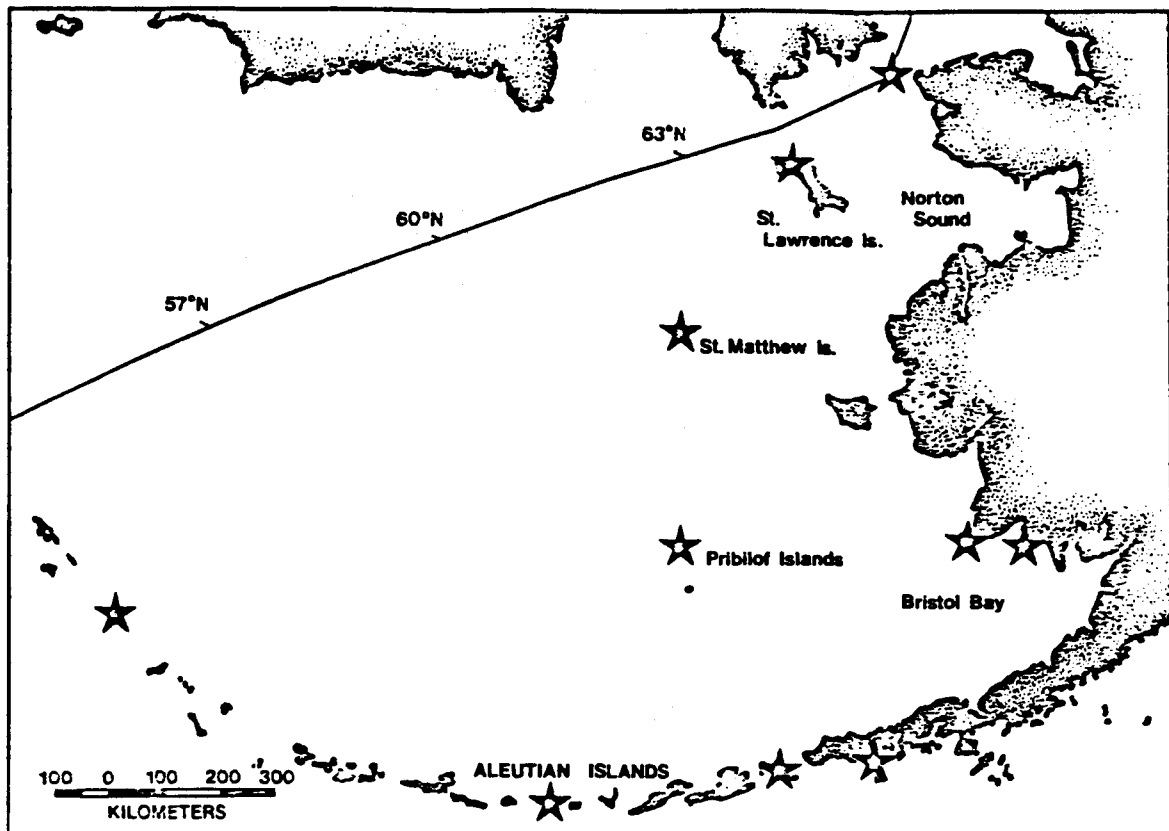 63°N
60°N
57°N
St.
Lawrence Is.
Norton
Sound
St. Matthew Is.
Pribilof Islands
Bristol Bay
ALEUTIAN ISLANDS
100 0 100 200 300
KILOMETERS